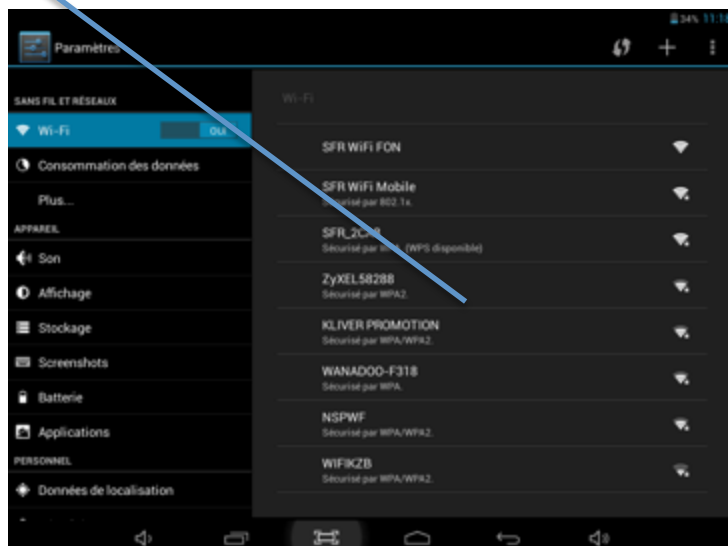 34% 11:16
Paramètres
SANS FIL ET RÉSEAUX
Wi-Fi OUI
Consommation des données
Plus...
APPAREIL
Son
Affichage
Stockage
Screenshots
Batterie
Applications
PERSONNEL
Données de localisation
Wi-Fi
SFR WiFi FON
SFR WiFi Mobile
Sécurisé par 802.1x.
Sécurisé par (WPS disponible)
ZyXEL58288
Sécurisé par WPA2.
KLIVER PROMOTION
Sécurisé par WPA/WPA2.
WANADOO-F318
Sécurisé par WPA.
NSPWF
Sécurisé par WPA/WPA2.
WIFIKZB
Sécurisé par WPA/WPA2.